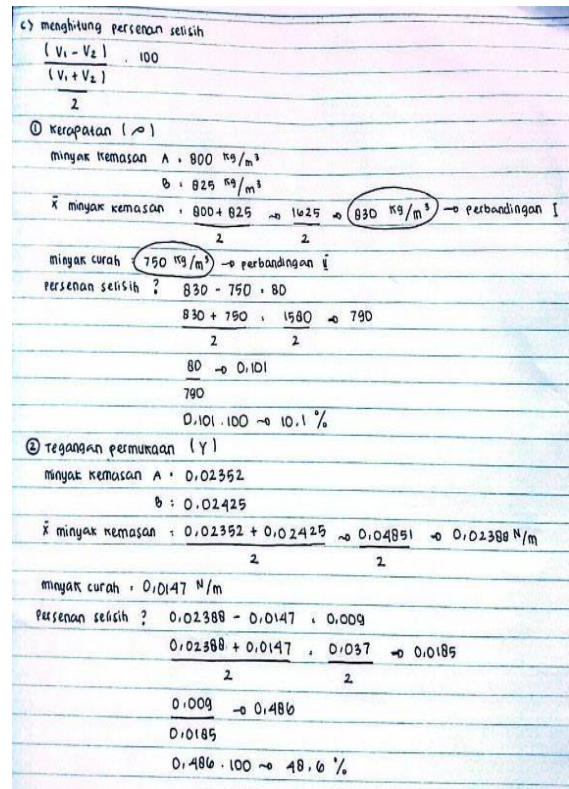 c) menghitung persenan selisih
(V₁ - V₂) . 100
(V₁ + V₂)
2
① Kerapatan (ρ)
minyak kemasan A : 800 kg/m³
B : 825 kg/m³
x̄ minyak kemasan : 800 + 825 → 1625 → 830 kg/m³ → perbandingan I
2 2
minyak curah : 750 kg/m³ → perbandingan II
persenan selisih ? 830 - 750 : 80
830 + 750 : 1580 → 790
2 2
80 → 0,101
790
0,101 . 100 → 10,1 %
② Tegangan permukaan (γ)
minyak kemasan A : 0,02352
B : 0,02425
x̄ minyak kemasan : 0,02352 + 0,02425 → 0,04851 → 0,02388 N/m
2 2
minyak curah : 0,0147 N/m
Persenan selisih ? 0,02388 - 0,0147 : 0,009
0,02388 + 0,0147 : 0,037 → 0,0185
2 2
0,009 → 0,486
0,0185
0,486 . 100 → 48,6 %